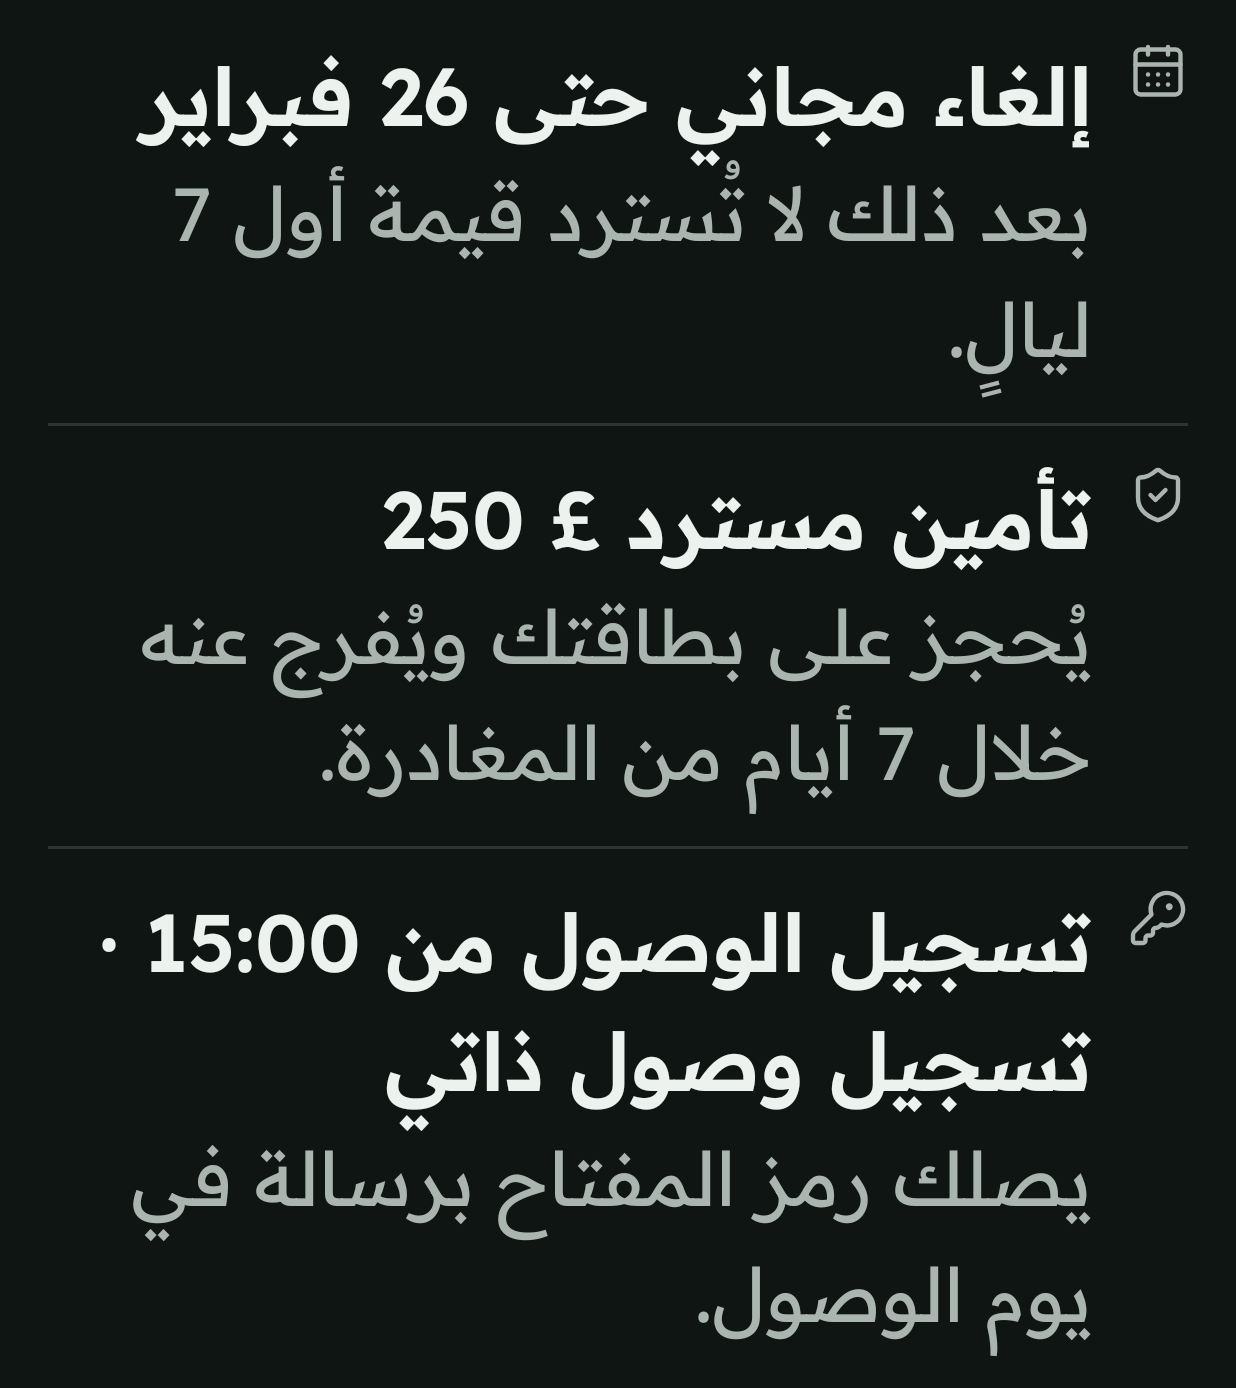 إلغاء مجاني حتى 26 فبراير
بعد ذلك لا تُسترد قيمة أول 7
ليالٍ.
تأمين مسترد £ 250
يُحجز على بطاقتك ويُفرج عنه
خلال 7 أيام من المغادرة.
تسجيل الوصول من 15:00 ·
تسجيل وصول ذاتي
يصلك رمز المفتاح برسالة في
يوم الوصول.